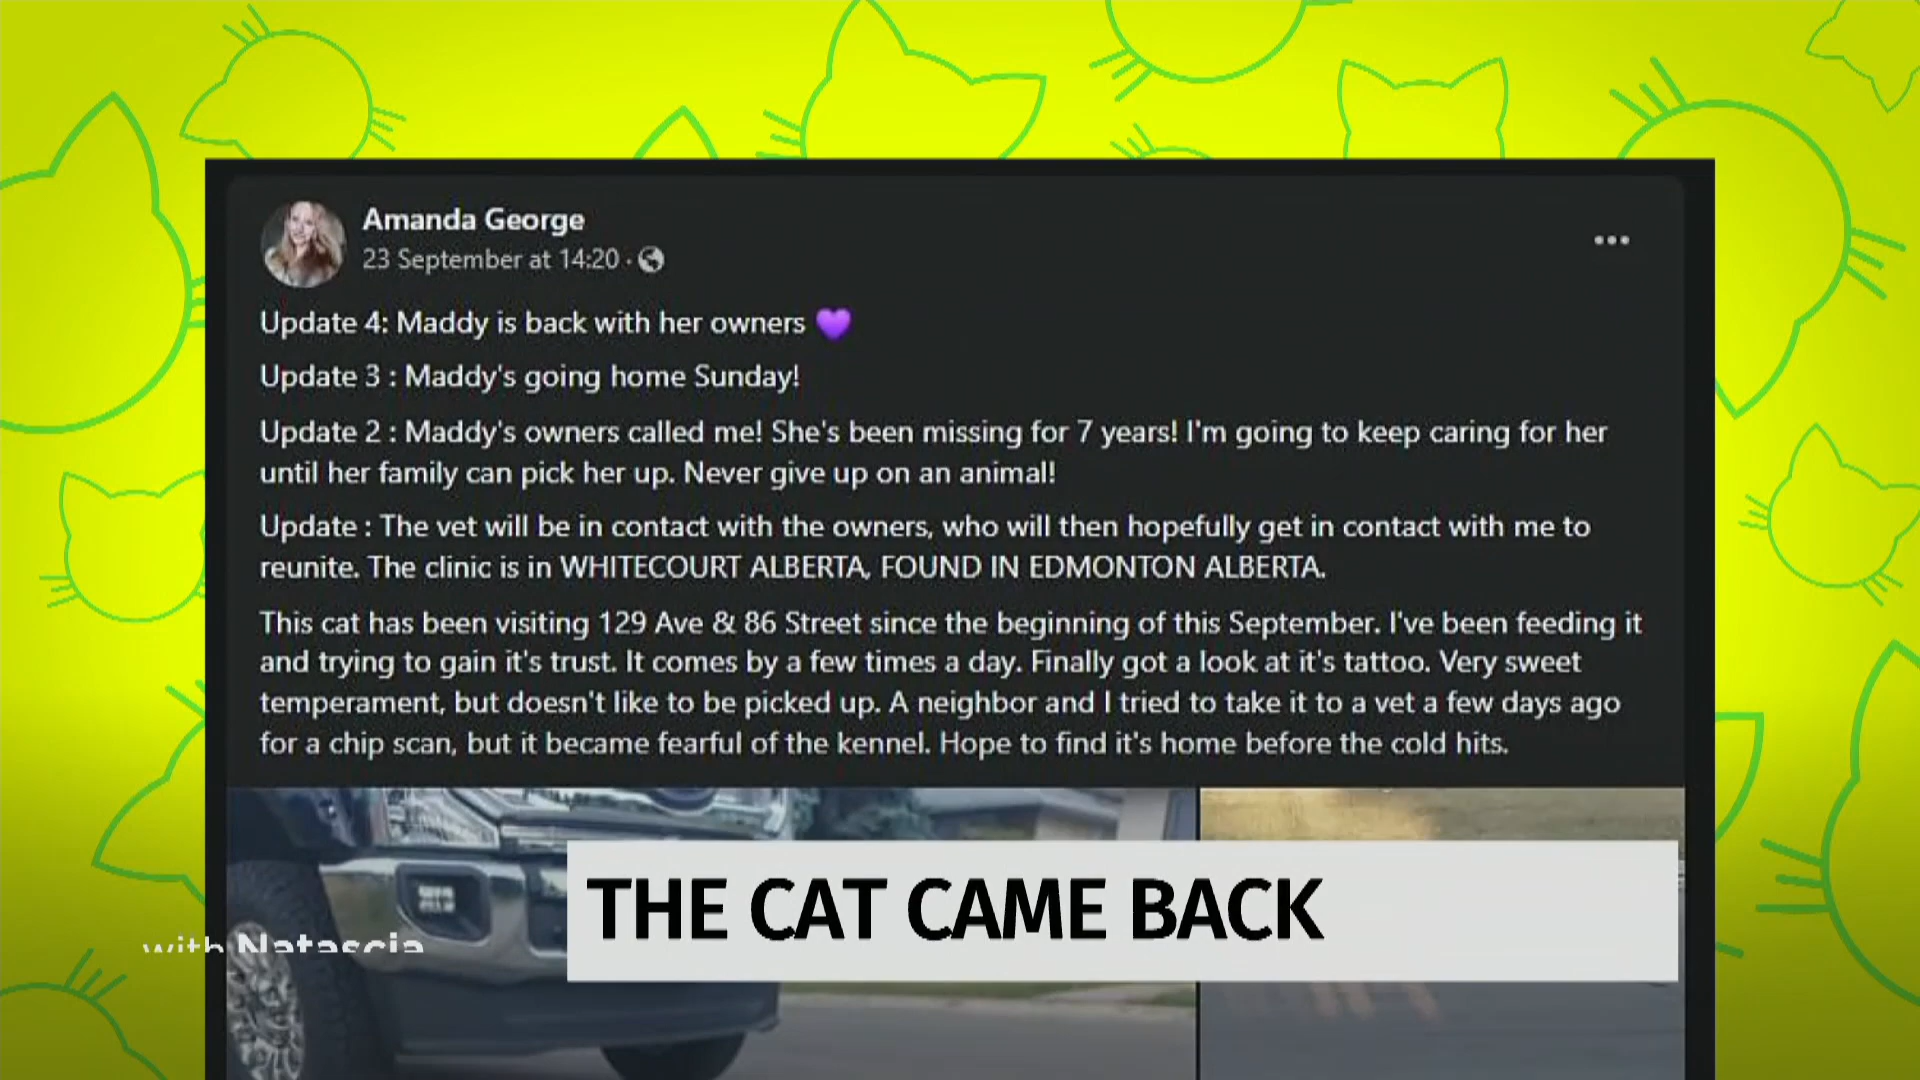 Amanda George
23 September at 14:20 ·
Update 4: Maddy is back with her owners 💜
Update 3 : Maddy's going home Sunday!
Update 2 : Maddy's owners called me! She's been missing for 7 years! I'm going to keep caring for her
until her family can pick her up. Never give up on an animal!
Update : The vet will be in contact with the owners, who will then hopefully get in contact with me to
reunite. The clinic is in WHITECOURT ALBERTA, FOUND IN EDMONTON ALBERTA.
This cat has been visiting 129 Ave & 86 Street since the beginning of this September. I've been feeding it
and trying to gain it's trust. It comes by a few times a day. Finally got a look at it's tattoo. Very sweet
temperament, but doesn't like to be picked up. A neighbor and I tried to take it to a vet a few days ago
for a chip scan, but it became fearful of the kennel. Hope to find it's home before the cold hits.
THE CAT CAME BACK
with Natascia